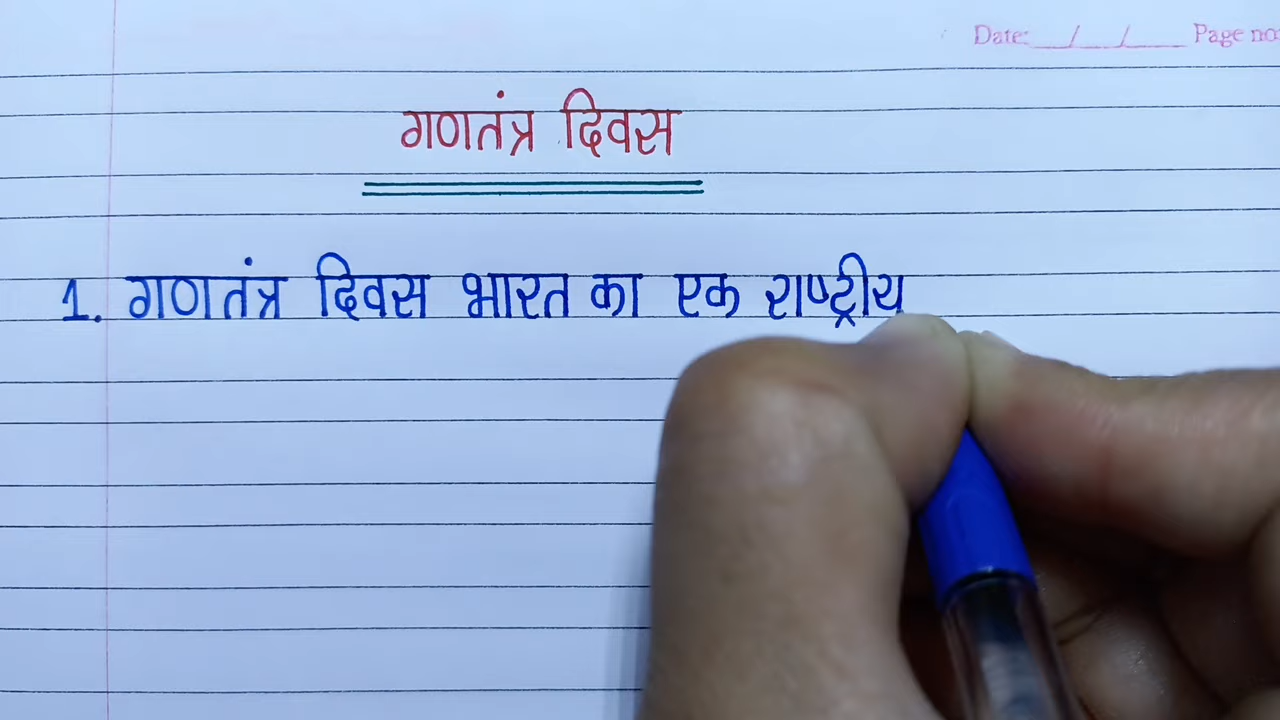 Date: / / Page no:
गणतंत्र दिवस
1. गणतंत्र दिवस भारत का एक राष्ट्रीय